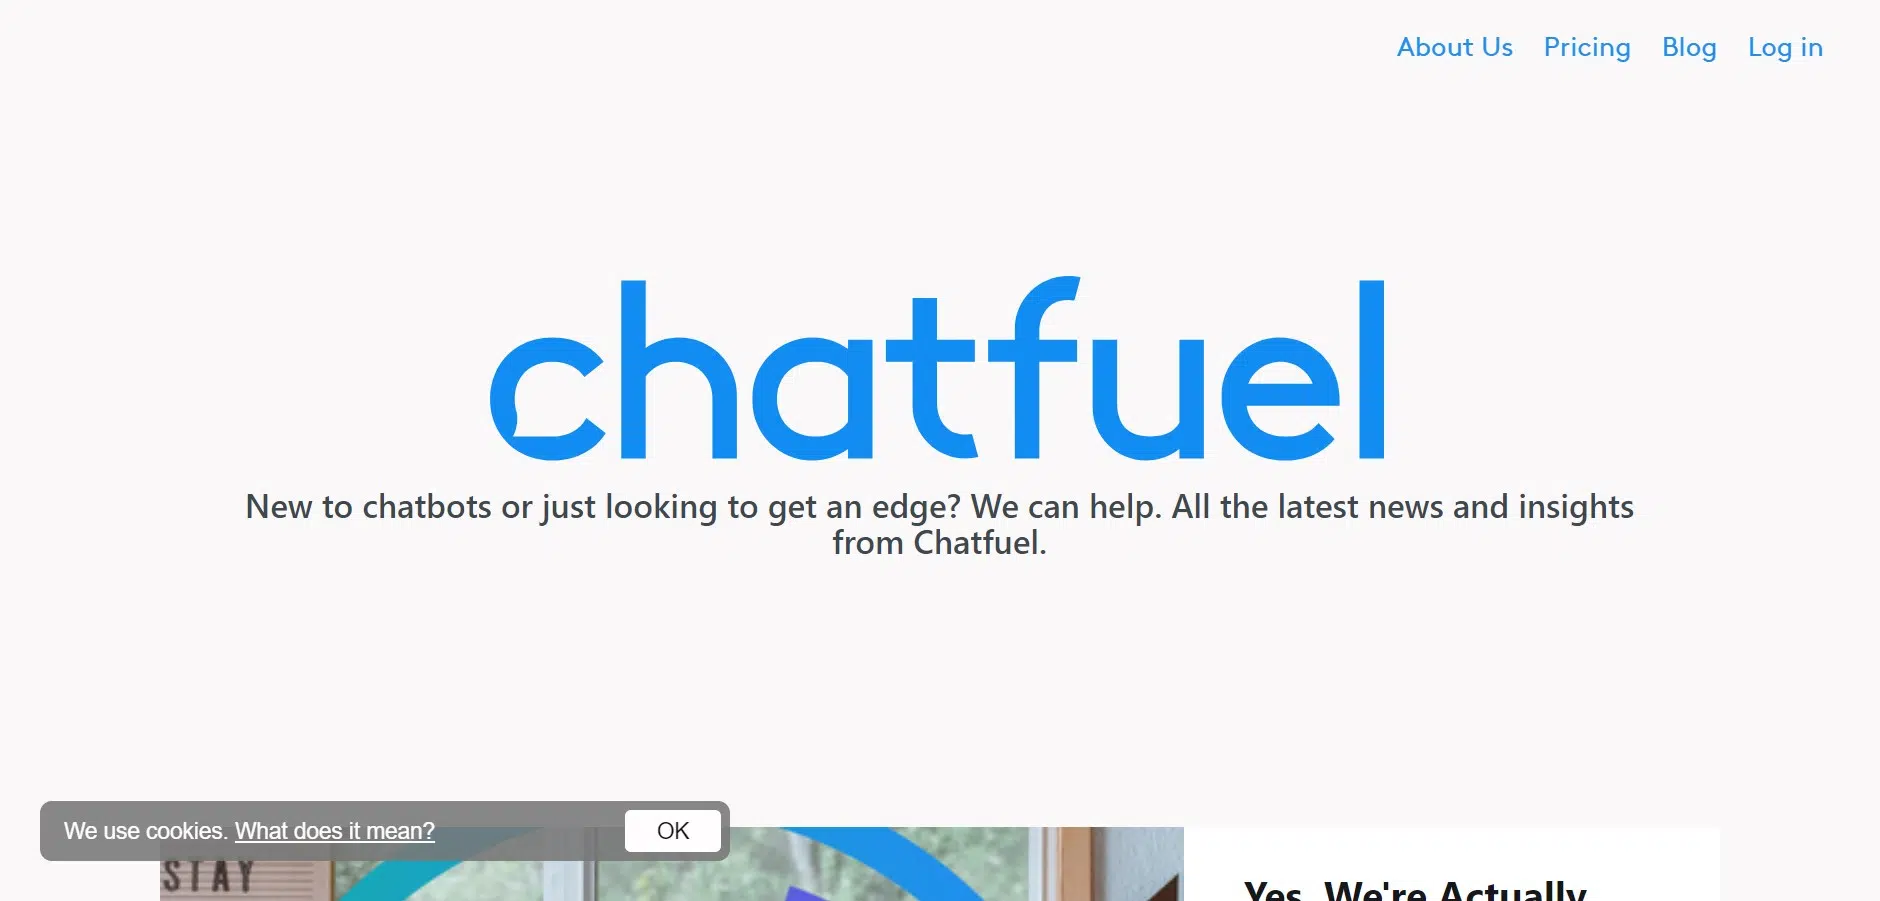 About Us Pricing Blog Log in
chatfuel
New to chatbots or just looking to get an edge? We can help. All the latest news and insights
from Chatfuel.
We use cookies. What does it mean? OK
STAY
Yes, We're Actually